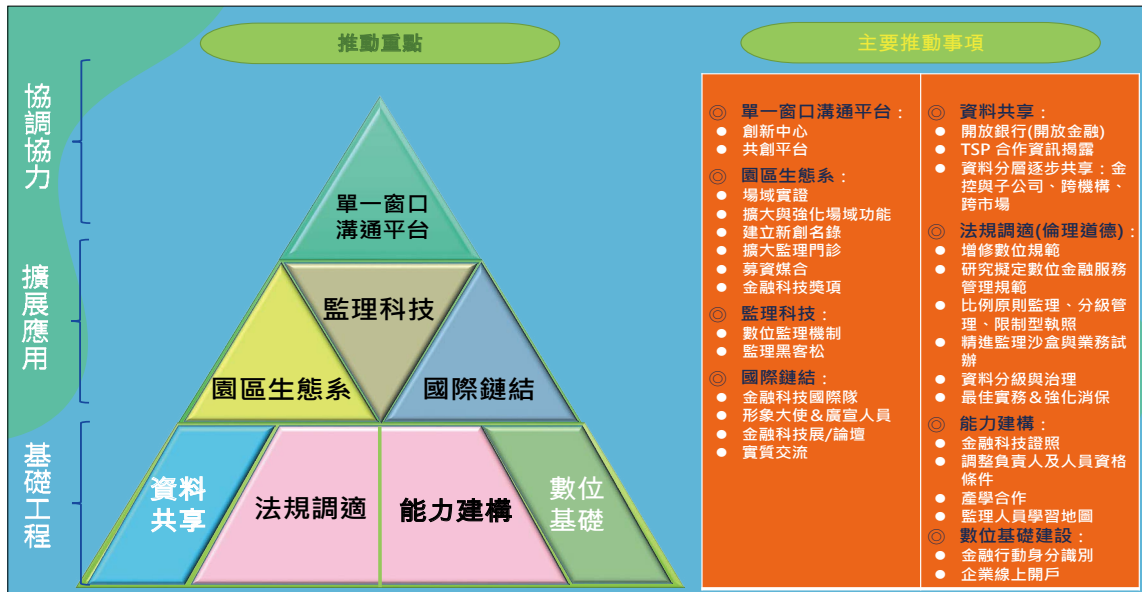 推動重點
主要推動事項
協調協力
擴展應用
基礎工程
單一窗口
溝通平台
監理科技
園區生態系
國際鏈結
資料
共享
法規調適
能力建構
數位
基礎
◎ 單一窗口溝通平台：
● 創新中心
● 共創平台
◎ 園區生態系：
● 場域實證
● 擴大與強化場域功能
● 建立新創名錄
● 擴大監理門診
● 募資媒合
● 金融科技獎項
◎ 監理科技：
● 數位監理機制
● 監理黑客松
◎ 國際鏈結：
● 金融科技國際隊
● 形象大使＆廣宣人員
● 金融科技展/論壇
● 實質交流
◎ 資料共享：
● 開放銀行(開放金融)
● TSP 合作資訊揭露
● 資料分層逐步共享：金
控與子公司、跨機構、
跨市場
◎ 法規調適(倫理道德)：
● 增修數位規範
● 研究擬定數位金融服務
管理規範
● 比例原則監理、分級管
理、限制型執照
● 精進監理沙盒與業務試
辦
● 資料分級與治理
● 最佳實務＆強化消保
◎ 能力建構：
● 金融科技證照
● 調整負責人及人員資格
條件
● 產學合作
● 監理人員學習地圖
◎ 數位基礎建設：
● 金融行動身分識別
● 企業線上開戶